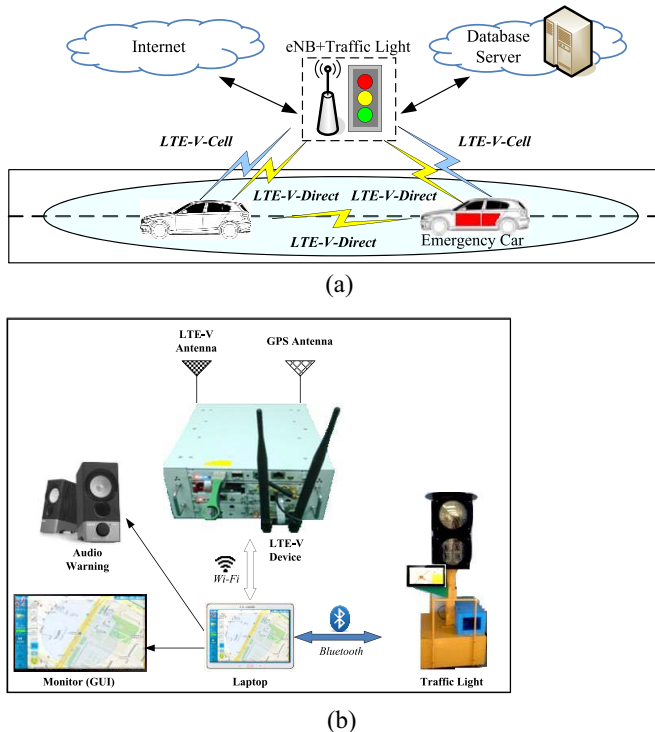 Internet
eNB+Traffic Light
Database
Server
LTE-V-Cell
LTE-V-Cell
LTE-V-Direct
LTE-V-Direct
LTE-V-Direct
Emergency Car
(a)
LTE-V
Antenna
GPS Antenna
Audio
Warning
LTE-V
Device
Wi-Fi
Bluetooth
Monitor (GUI)
Laptop
Traffic Light
(b)